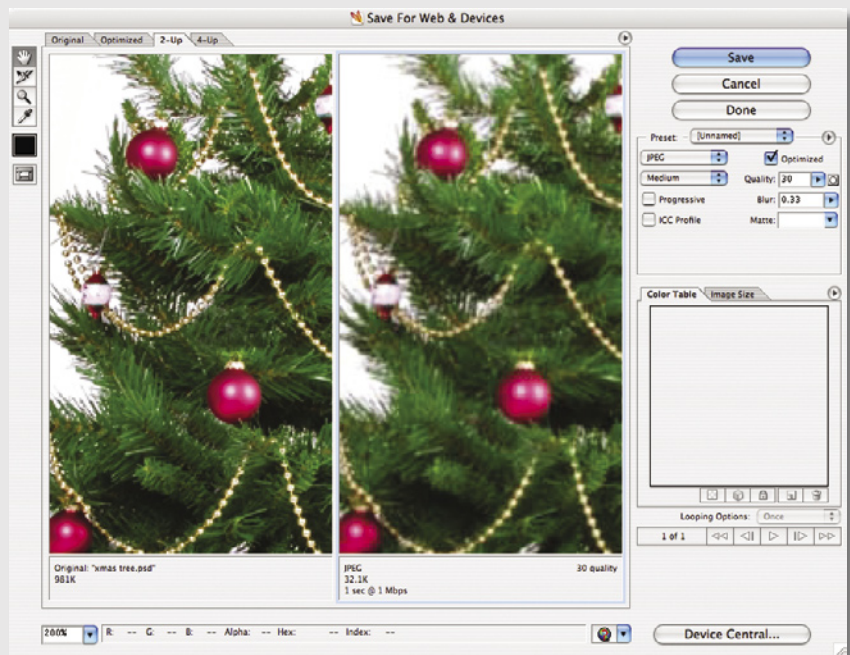 Save For Web & Devices
Original Optimized 2-Up 4-Up
Save
Cancel
Done
Preset: [Unnamed]
JPEG Optimized
Medium Quality: 30
Progressive Blur: 0.33
ICC Profile Matte:
Color Table Image Size
Looping Options: Once
1 of 1
Original: "xmas tree.psd"
981K
JPEG 30 quality
32.1K
1 sec @ 1 Mbps
200% R: -- G: -- B: -- Alpha: -- Hex: -- Index: --
Device Central...